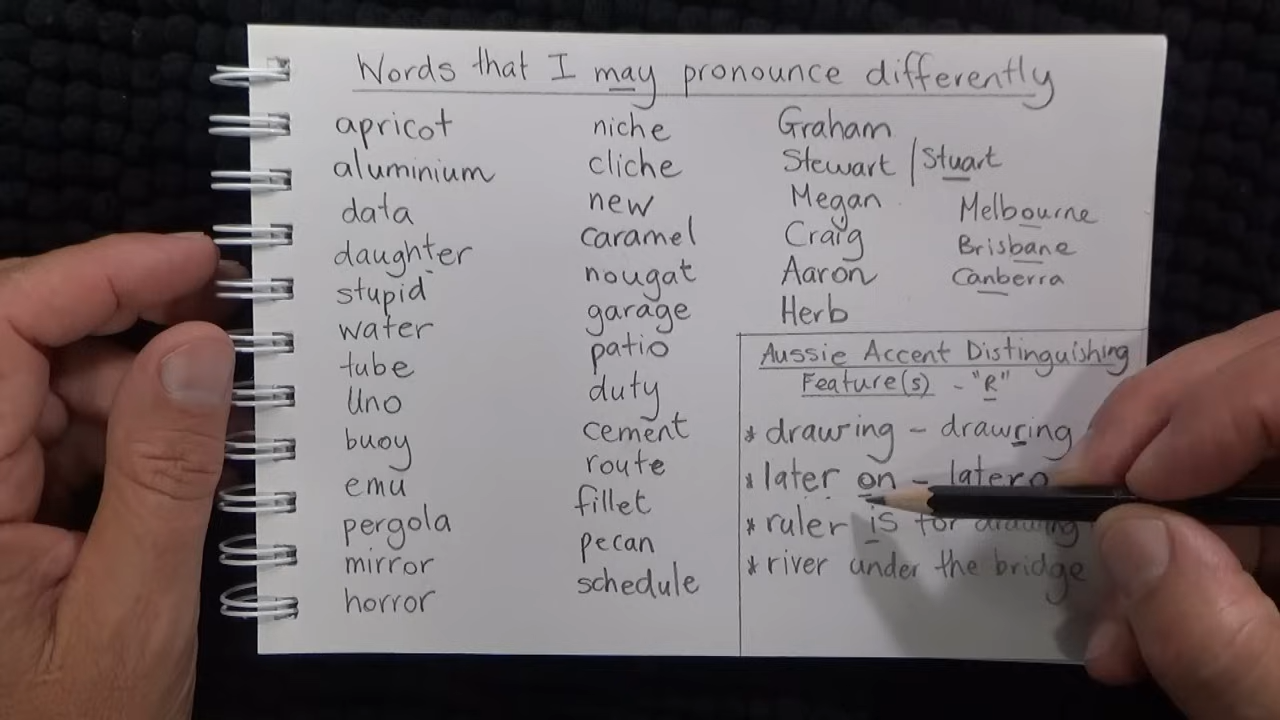 Words that I may pronounce differently
apricot
aluminium
data
daughter
stupid
water
tube
Uno
buoy
emu
pergola
mirror
horror
niche
cliche
new
caramel
nougat
garage
patio
duty
cement
route
fillet
pecan
schedule
Graham
Stewart / Stuart
Megan
Craig
Aaron
Herb
Melbourne
Brisbane
Canberra
Aussie Accent Distinguishing
Feature(s) - "R"
* drawing - drawring
* later on - latero
* ruler is for drawing
* river under the bridge